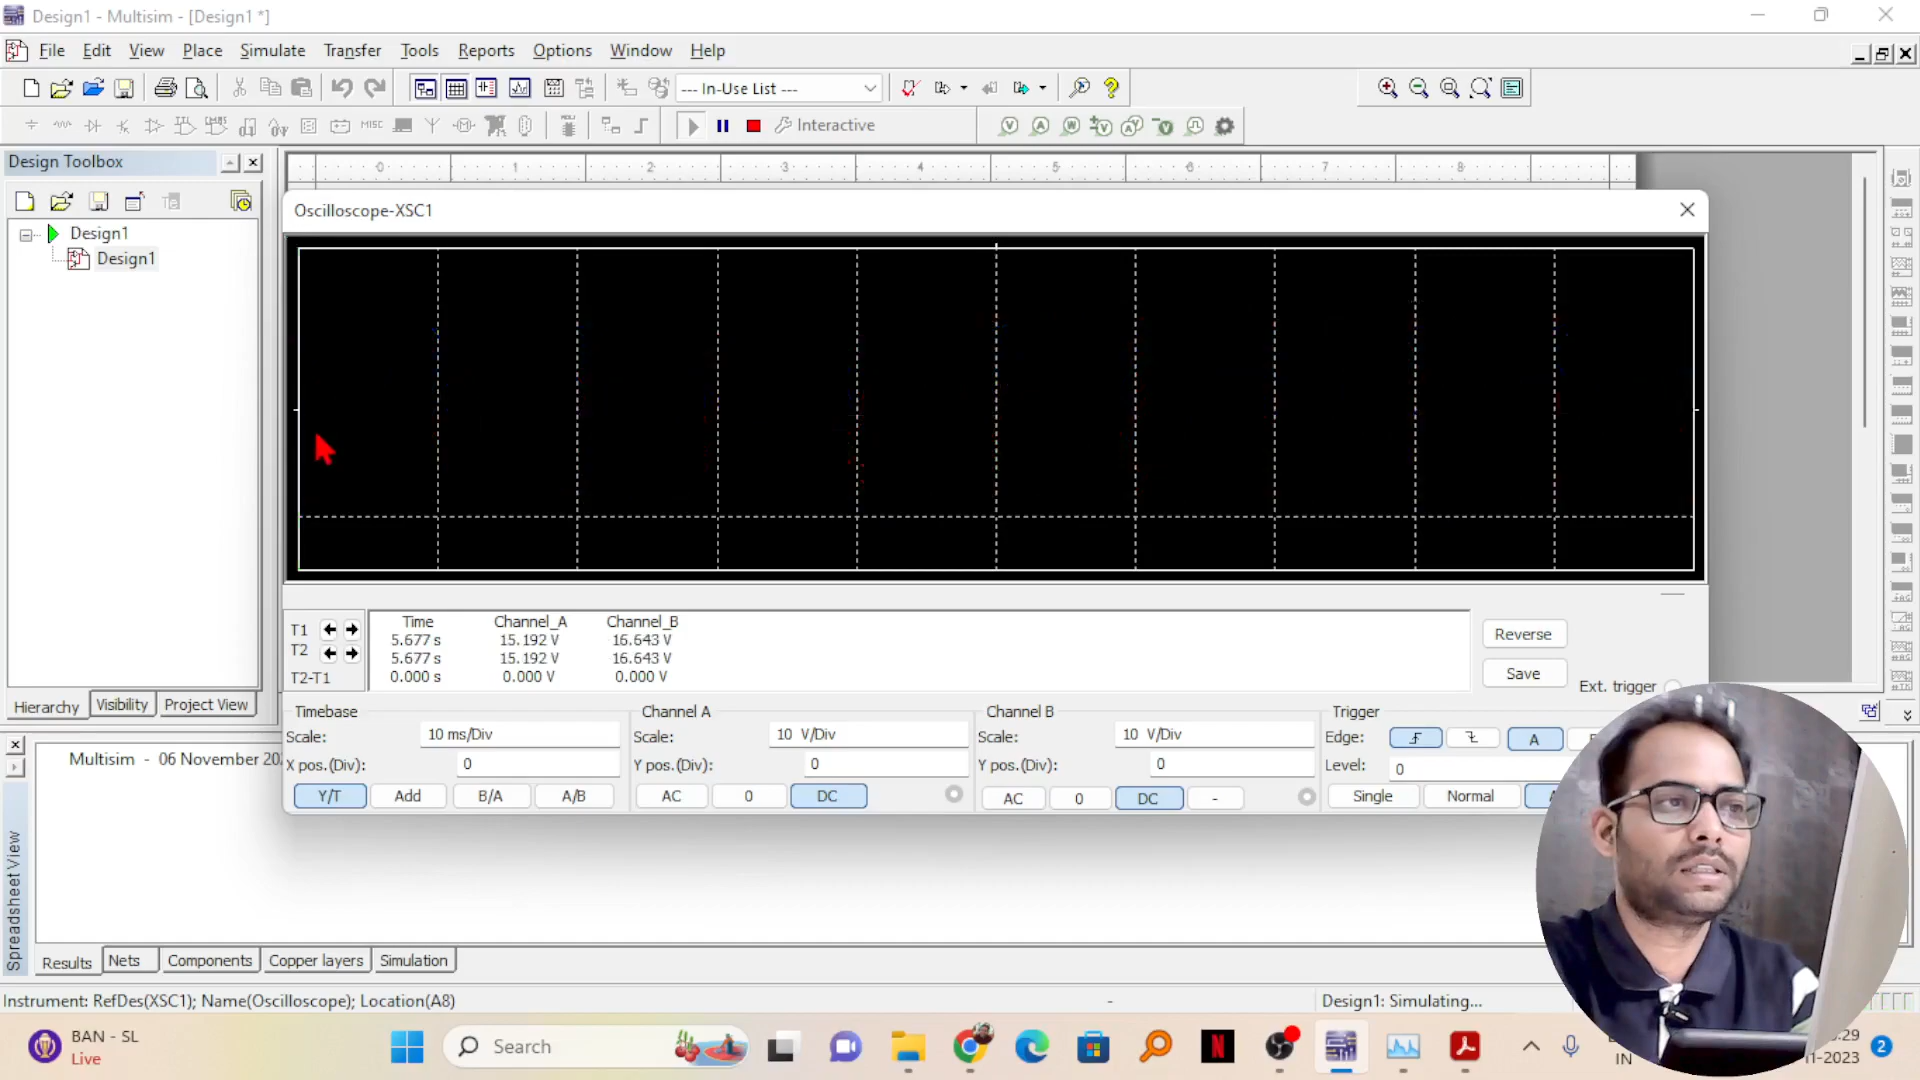 Design1 - Multisim - [Design1 *]
File Edit View Place Simulate Transfer Tools Reports Options Window Help
--- In-Use List ---
MISC Interactive
Design Toolbox
0 1 2 3 4 5 6 7 8
Design1
Design1
Oscilloscope-XSC1
Time Channel_A Channel_B
T1 5.677 s 15.192 V 16.643 V
T2 5.677 s 15.192 V 16.643 V
T2-T1 0.000 s 0.000 V 0.000 V
Reverse
Save
Ext. trigger
Hierarchy Visibility Project View
Timebase Channel A Channel B Trigger
Scale: 10 ms/Div Scale: 10 V/Div Scale: 10 V/Div Edge: A
X pos.(Div): 0 Y pos.(Div): 0 Y pos.(Div): 0 Level: 0
Y/T Add B/A A/B AC 0 DC AC 0 DC - Single Normal
Multisim - 06 November
Spreadsheet View
Results Nets Components Copper layers Simulation
Instrument: RefDes(XSC1); Name(Oscilloscope); Location(A8) - Design1: Simulating...
BAN - SL
Live
Search
IN
2